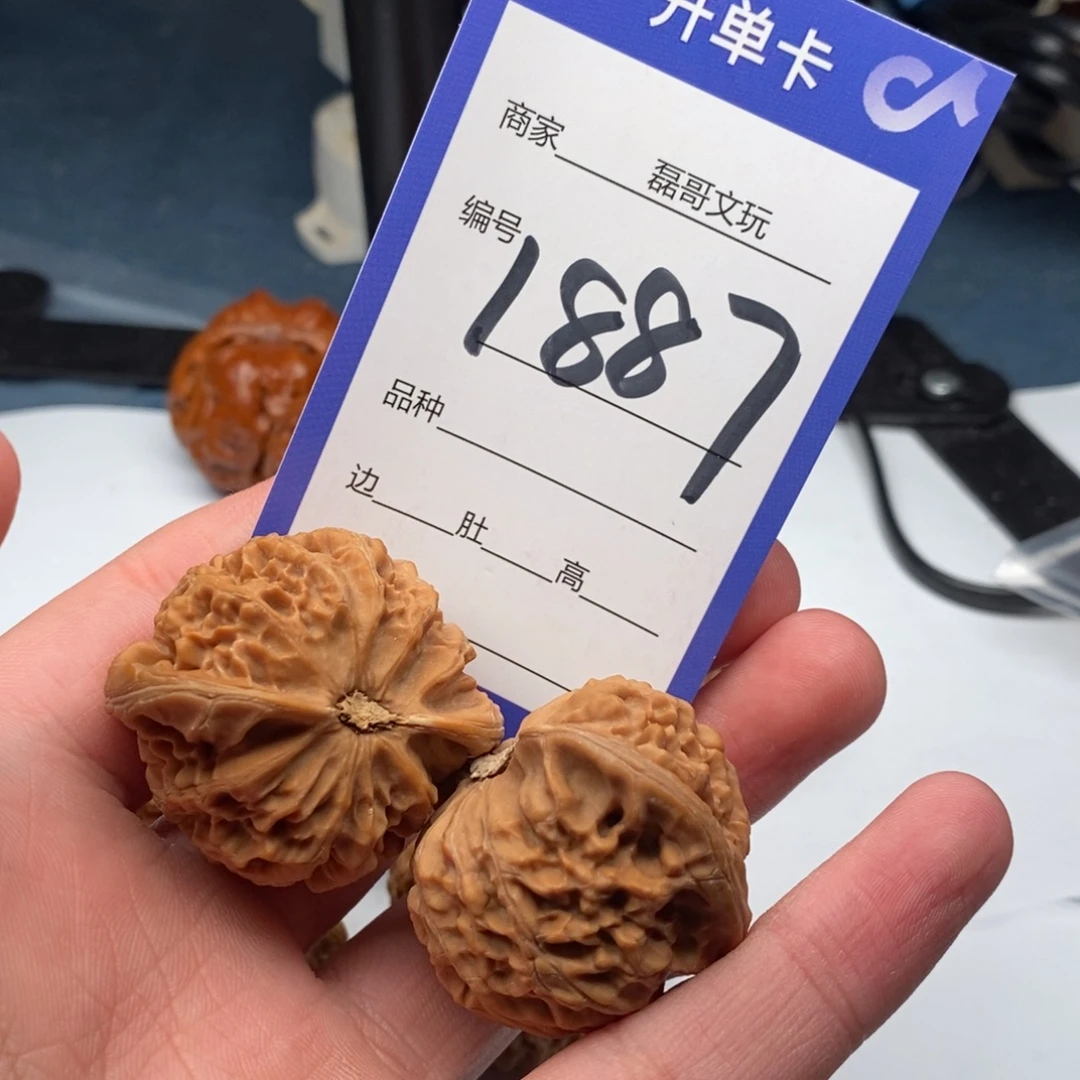 开单卡
商家 磊哥文玩
编号 1887
品种
边 肚 高